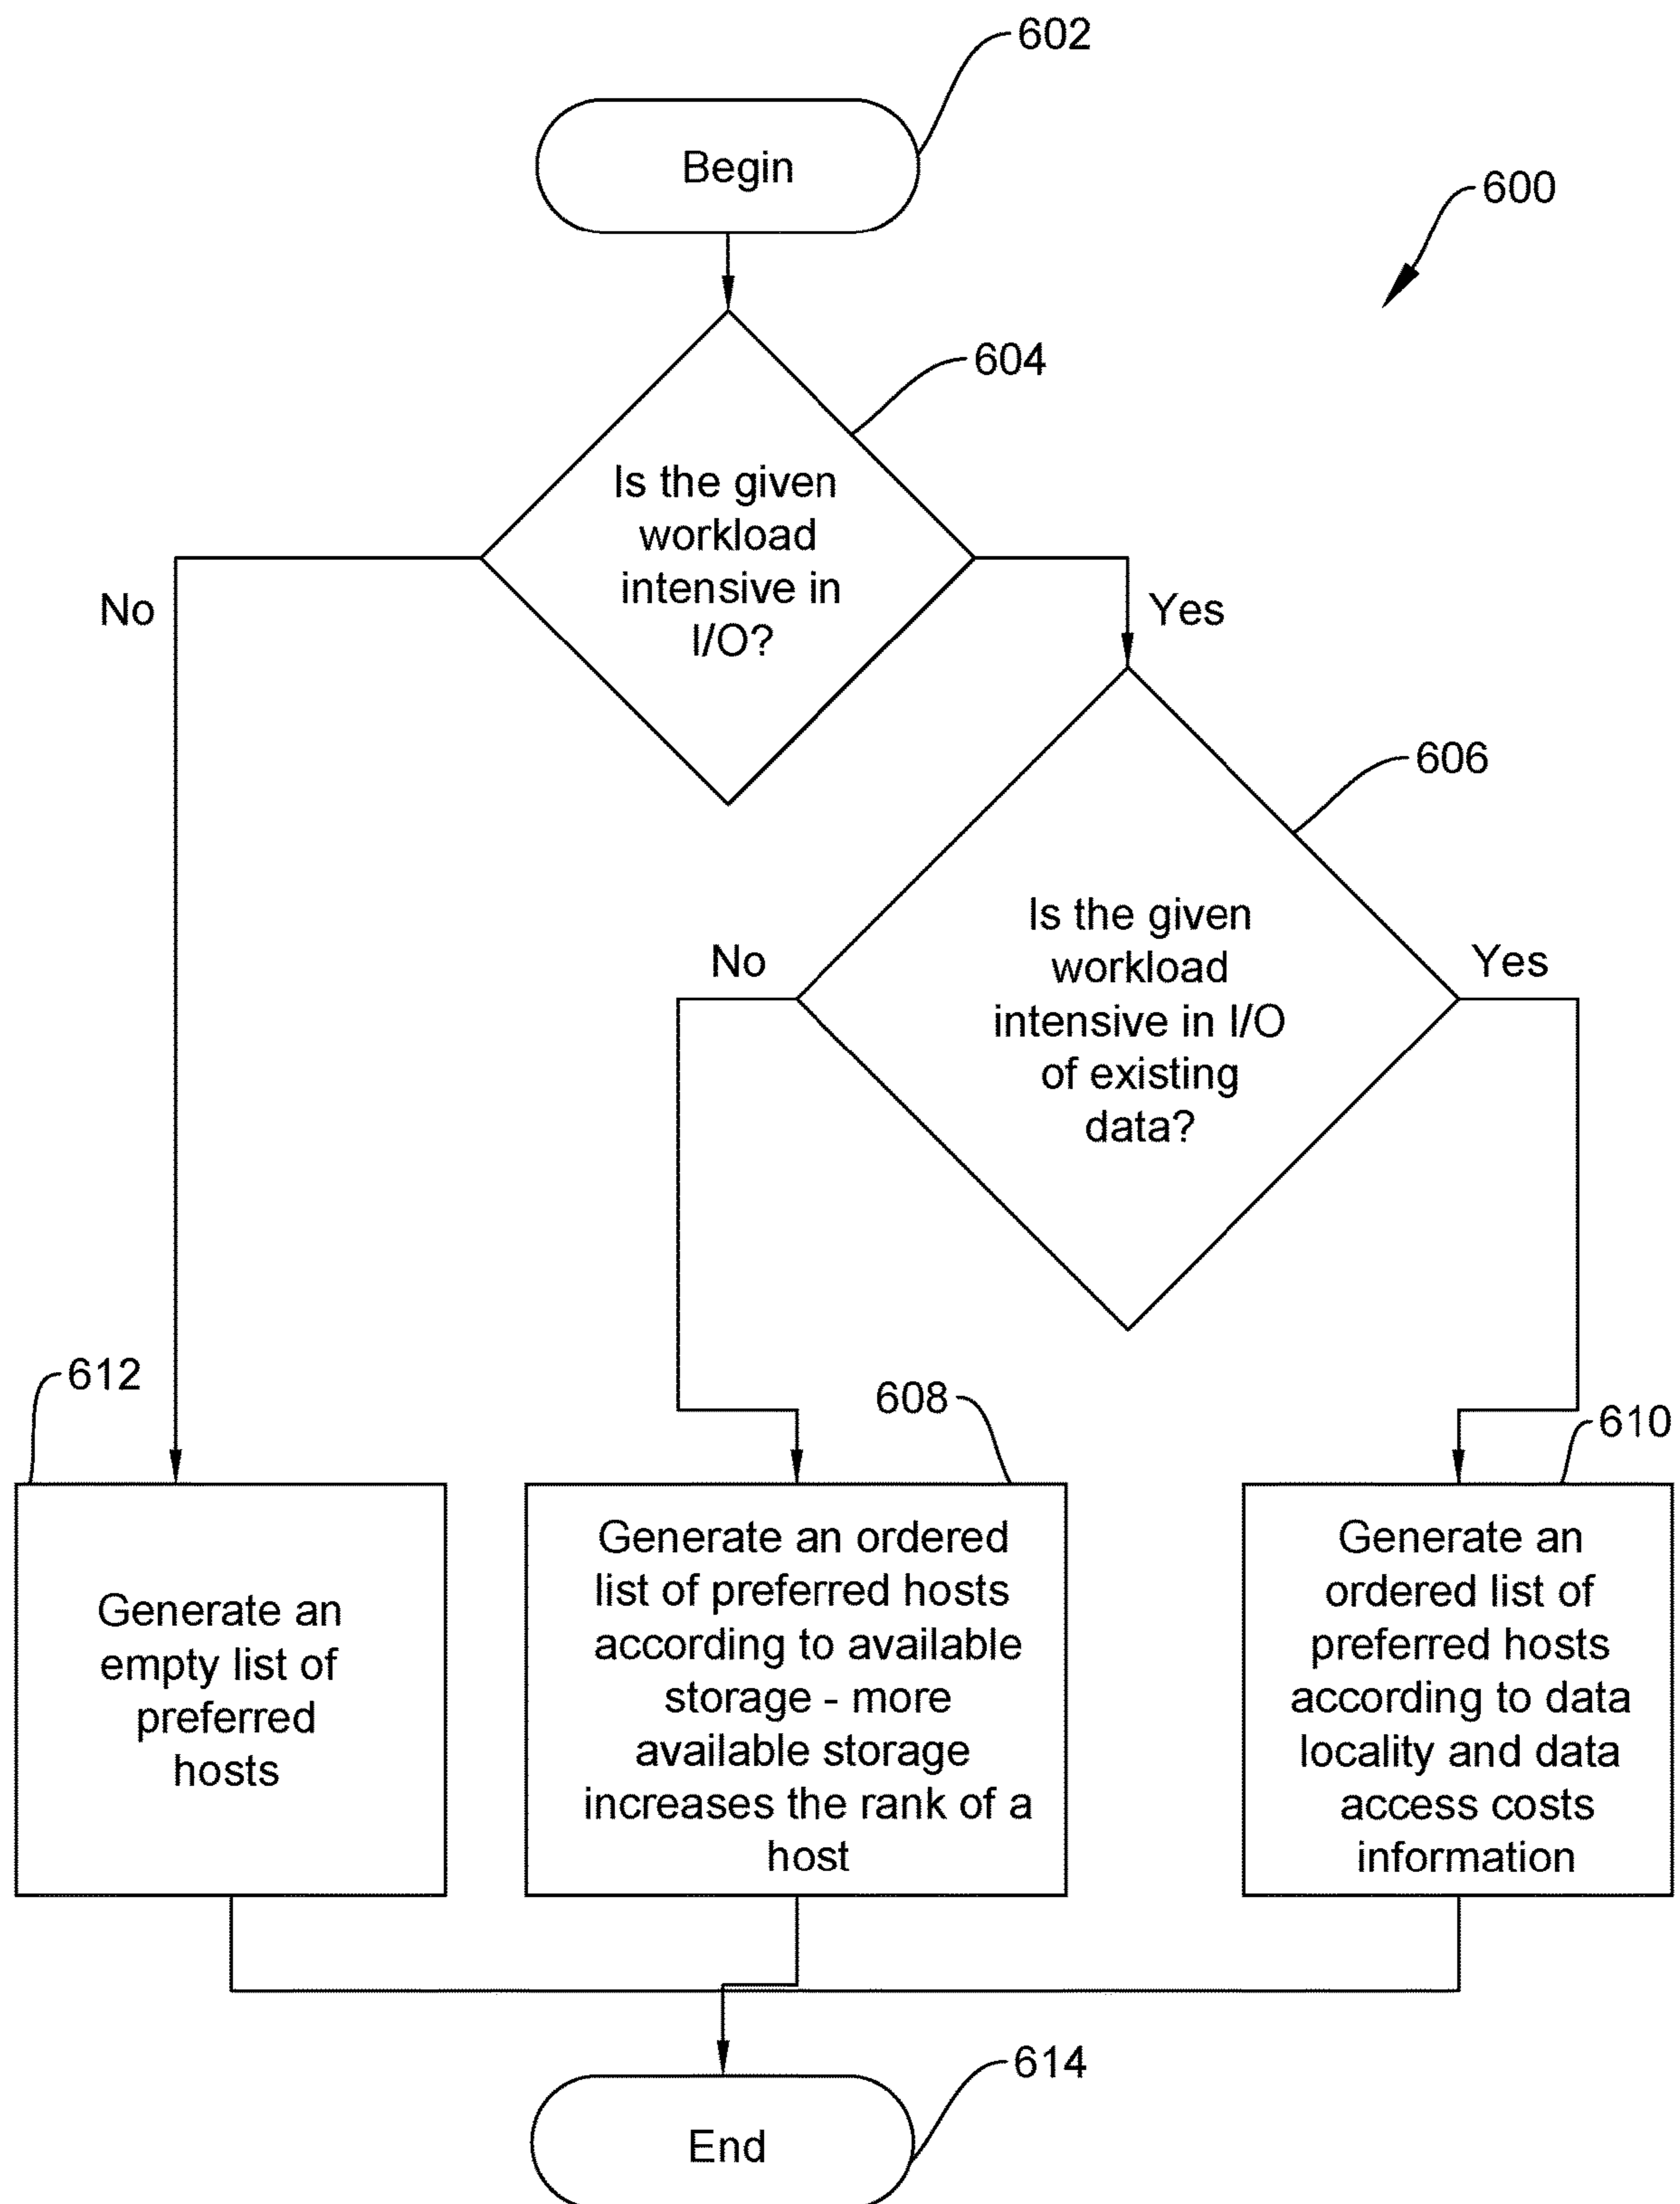 602
Begin
600
604
Is the given
workload
intensive in
I/O?
No
Yes
606
Is the given
workload
intensive in I/O
of existing
data?
No
Yes
612
608
610
Generate an
empty list of
preferred
hosts
Generate an ordered
list of preferred hosts
according to available
storage - more
available storage
increases the rank of a
host
Generate an
ordered list of
preferred hosts
according to data
locality and data
access costs
information
614
End